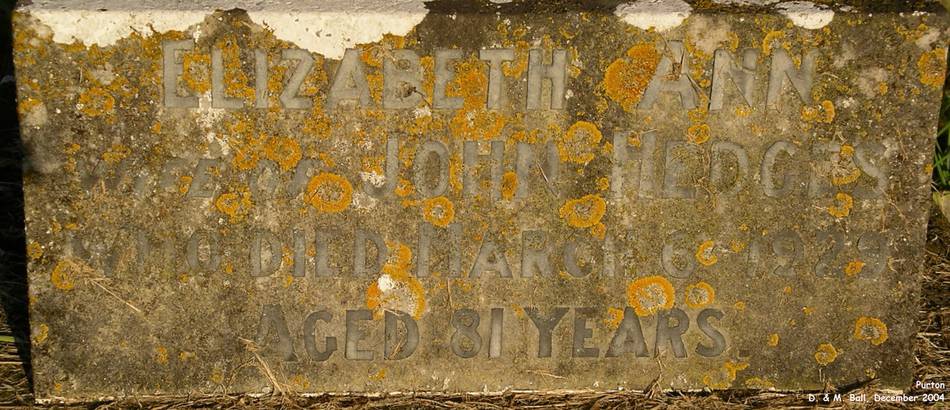 ELIZABETH ANN
WIFE OF JOHN HEDGES
WHO DIED MARCH 6 1929
AGED 81 YEARS.
Purton
D. & M. Ball, December 2004